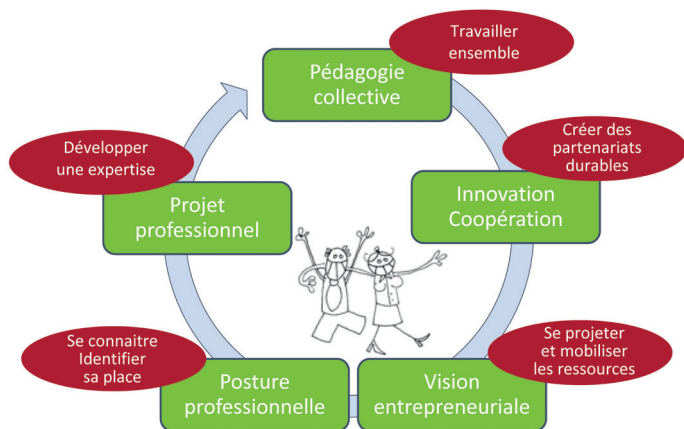 Travailler
ensemble
Pédagogie
collective
Créer des
partenariats
durables
Innovation
Coopération
Se projeter
et mobiliser
les ressources
Vision
entrepreneuriale
Posture
professionnelle
Se connaitre
Identifier
sa place
Projet
professionnel
Développer
une expertise